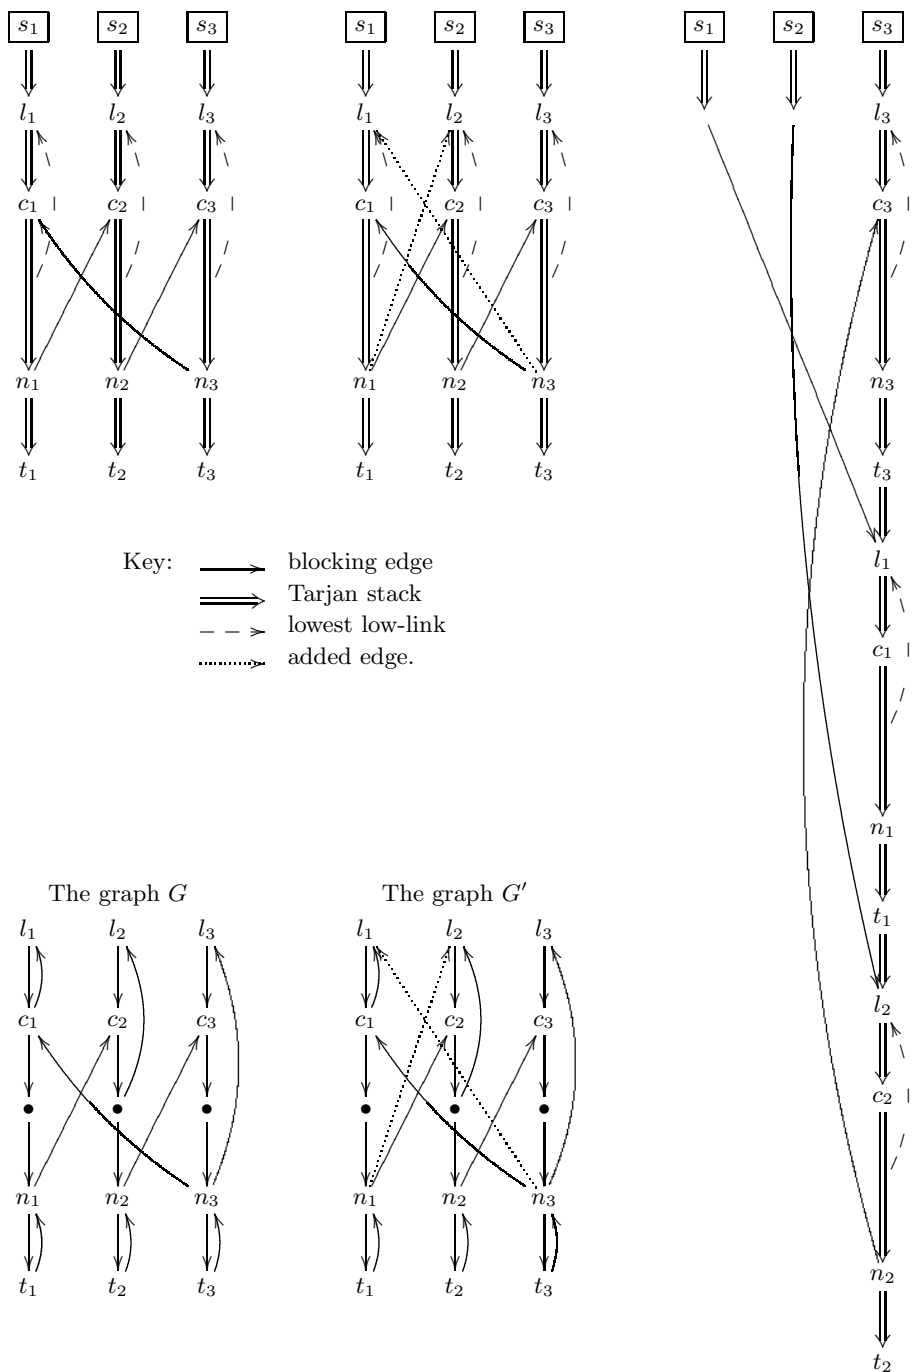 s₁ s₂ s₃ s₁ s₂ s₃ s₁ s₂ s₃
l₁ l₂ l₃ l₁ l₂ l₃ l₃
c₁ c₂ c₃ c₁ c₂ c₃ c₃
n₁ n₂ n₃ n₁ n₂ n₃ n₃
t₁ t₂ t₃ t₁ t₂ t₃ t₃
Key: blocking edge
Tarjan stack
lowest low-link
added edge.
l₁
c₁
n₁
t₁
l₂
c₂
n₂
t₂
The graph G The graph G′
l₁ l₂ l₃ l₁ l₂ l₃
c₁ c₂ c₃ c₁ c₂ c₃
n₁ n₂ n₃ n₁ n₂ n₃
t₁ t₂ t₃ t₁ t₂ t₃